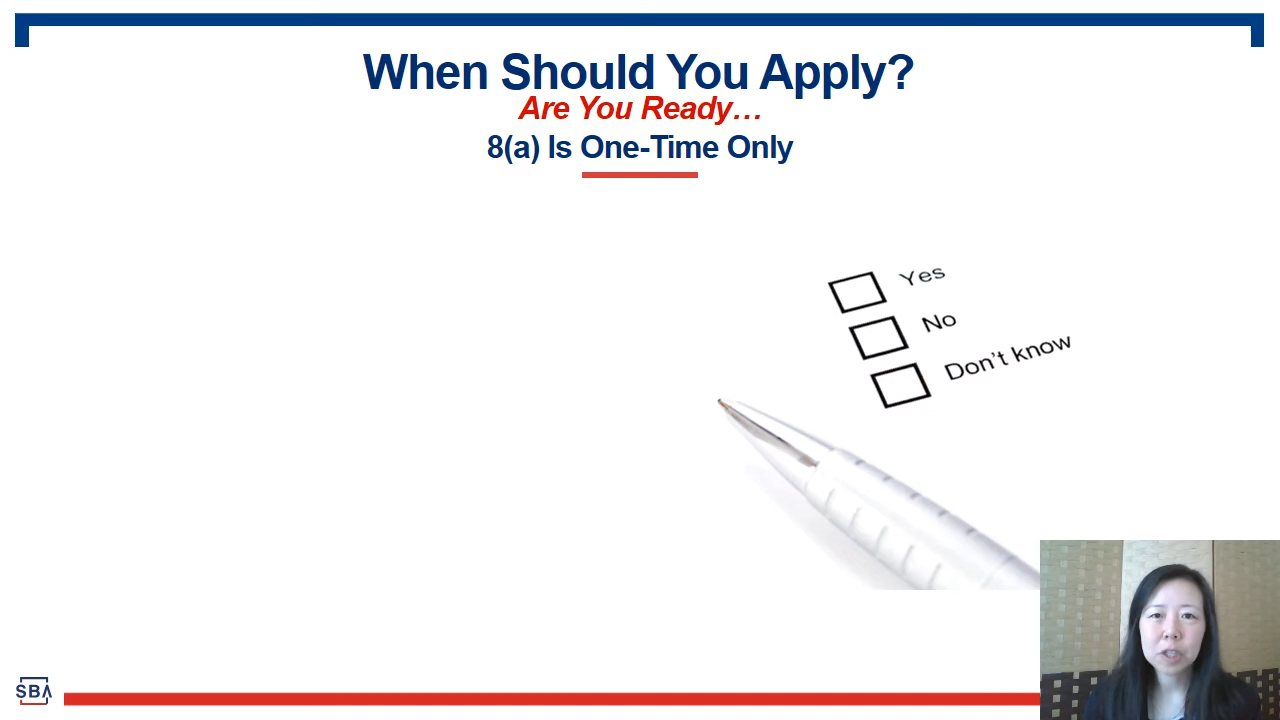 When Should You Apply?
Are You Ready…
8(a) Is One-Time Only
Yes
No
Don't know
SBA